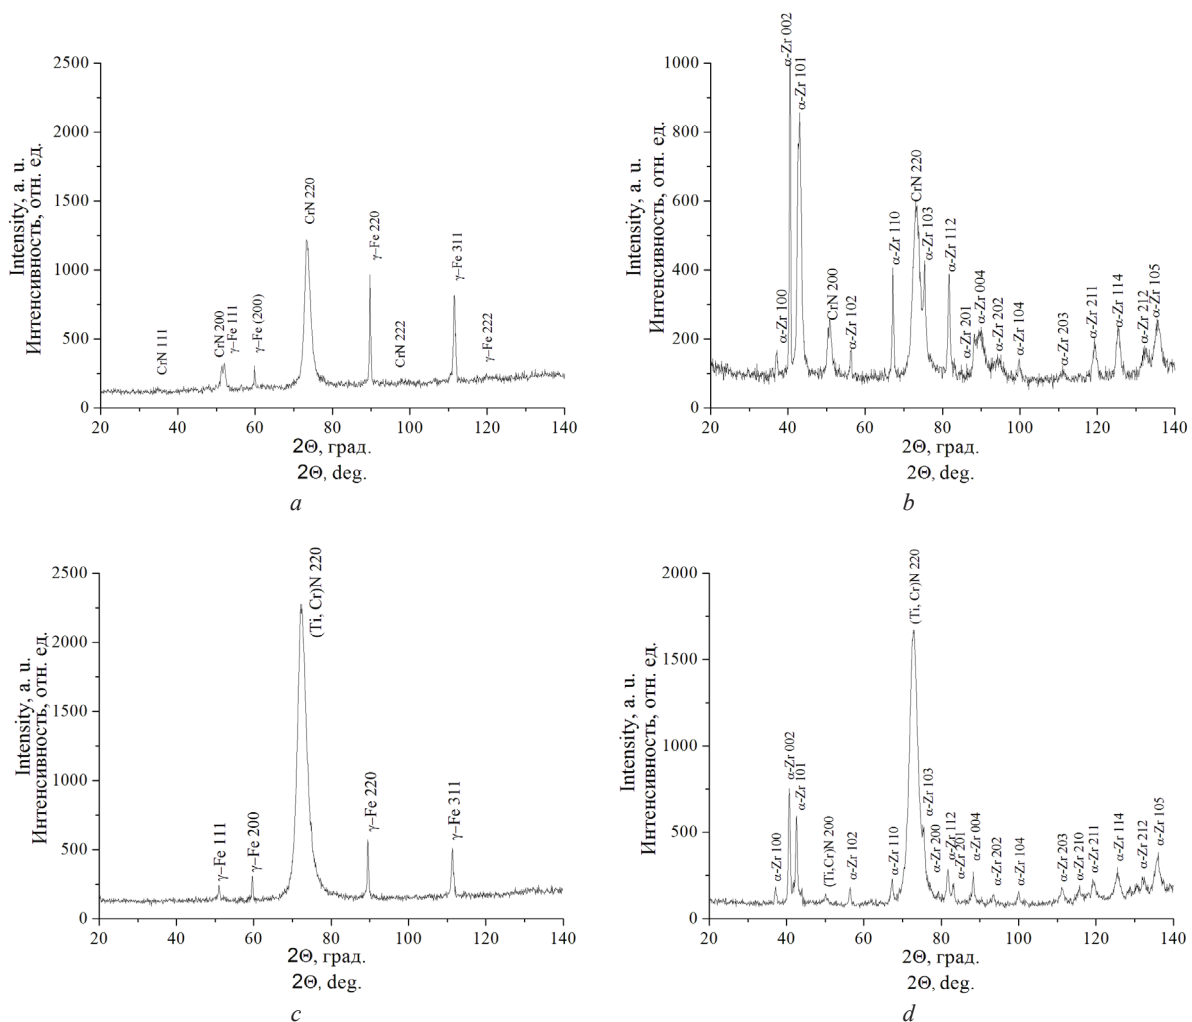 Intensity, a. u.
Интенсивность, отн. ед.
2500
2000
1500
1000
500
0
CrN 111
CrN 200
γ–Fe 111
γ–Fe (200)
CrN 220
γ–Fe 220
CrN 222
γ–Fe 311
γ–Fe 222
20
40
60
80
100
120
140
2Θ, град.
2Θ, deg.
a
Intensity, a. u.
Интенсивность, отн. ед.
1000
800
600
400
200
0
α-Zr 100
α-Zr 002
α-Zr 101
CrN 200
α-Zr 102
α-Zr 110
CrN 220
α-Zr 103
α-Zr 112
α-Zr 201
α-Zr 004
α-Zr 202
α-Zr 104
α-Zr 203
α-Zr 211
α-Zr 114
α-Zr 212
α-Zr 105
20
40
60
80
100
120
140
2Θ, град.
2Θ, deg.
b
Intensity, a. u.
Интенсивность, отн. ед.
2500
2000
1500
1000
500
0
γ–Fe 111
γ–Fe 200
(Ti, Cr)N 220
γ–Fe 220
γ–Fe 311
20
40
60
80
100
120
140
2Θ, град.
2Θ, deg.
c
Intensity, a. u.
Интенсивность, отн. ед.
2000
1500
1000
500
0
α-Zr 100
α-Zr 002
α-Zr 101
(Ti,Cr)N 200
α-Zr 102
α-Zr 110
(Ti, Cr)N 220
α-Zr 103
α-Zr 200
α-Zr 112
α-Zr 201
α-Zr 004
α-Zr 202
α-Zr 104
α-Zr 203
α-Zr 210
α-Zr 211
α-Zr 114
α-Zr 212
α-Zr 105
20
40
60
80
100
120
140
2Θ, град.
2Θ, deg.
d